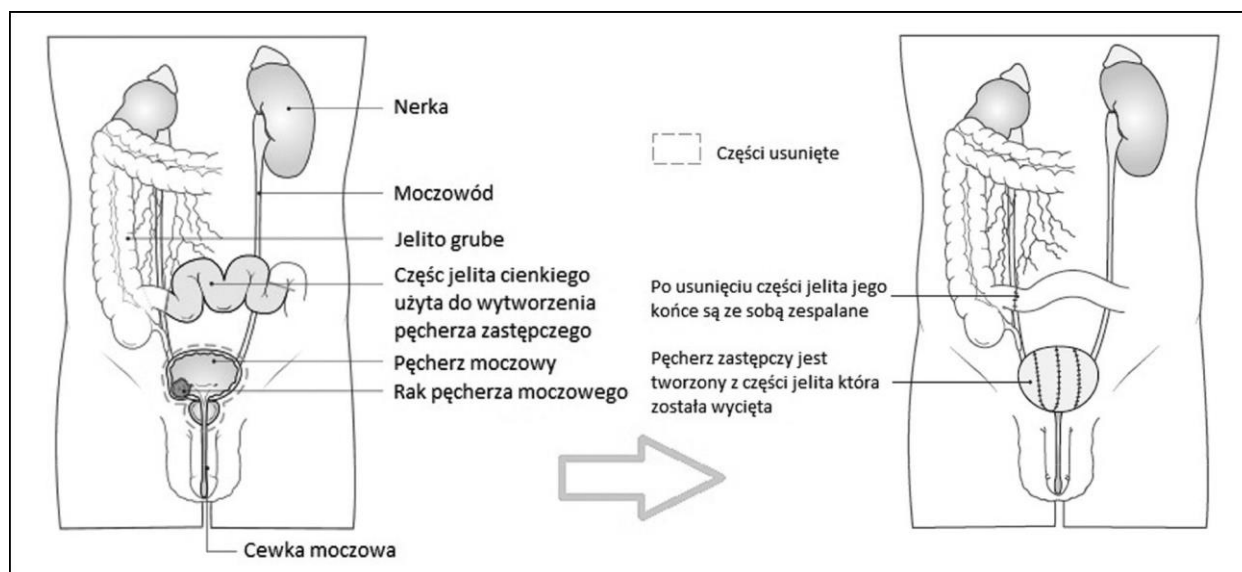 Nerka
Moczowód
Jelito grube
Częśc jelita cienkiego
użyta do wytworzenia
pęcherza zastępczego
Pęcherz moczowy
Rak pęcherza moczowego
Cewka moczowa
Części usunięte
Po usunięciu części jelita jego
końce są ze sobą zespalane
Pęcherz zastępczy jest
tworzony z części jelita która
została wycięta